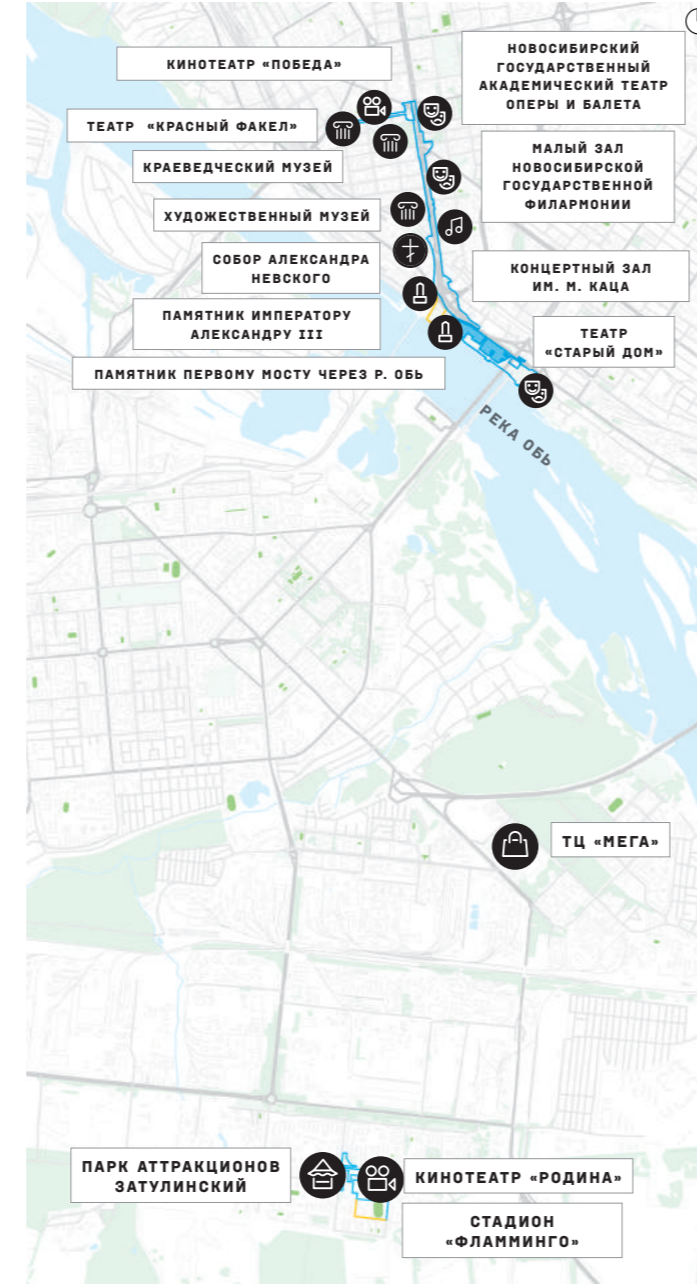 КИНОТЕАТР «ПОБЕДА»
ТЕАТР «КРАСНЫЙ ФАКЕЛ»
КРАЕВЕДЧЕСКИЙ МУЗЕЙ
ХУДОЖЕСТВЕННЫЙ МУЗЕЙ
СОБОР АЛЕКСАНДРА
НЕВСКОГО
ПАМЯТНИК ИМПЕРАТОРУ
АЛЕКСАНДРУ III
ПАМЯТНИК ПЕРВОМУ МОСТУ ЧЕРЕЗ Р. ОБЬ
НОВОСИБИРСКИЙ
ГОСУДАРСТВЕННЫЙ
АКАДЕМИЧЕСКИЙ ТЕАТР
ОПЕРЫ И БАЛЕТА
МАЛЫЙ ЗАЛ
НОВОСИБИРСКОЙ
ГОСУДАРСТВЕННОЙ
ФИЛАРМОНИИ
КОНЦЕРТНЫЙ ЗАЛ
ИМ. М. КАЦА
ТЕАТР
«СТАРЫЙ ДОМ»
РЕКА ОБЬ
ТЦ «МЕГА»
ПАРК АТТРАКЦИОНОВ
ЗАТУЛИНСКИЙ
КИНОТЕАТР «РОДИНА»
СТАДИОН
«ФЛАММИНГО»